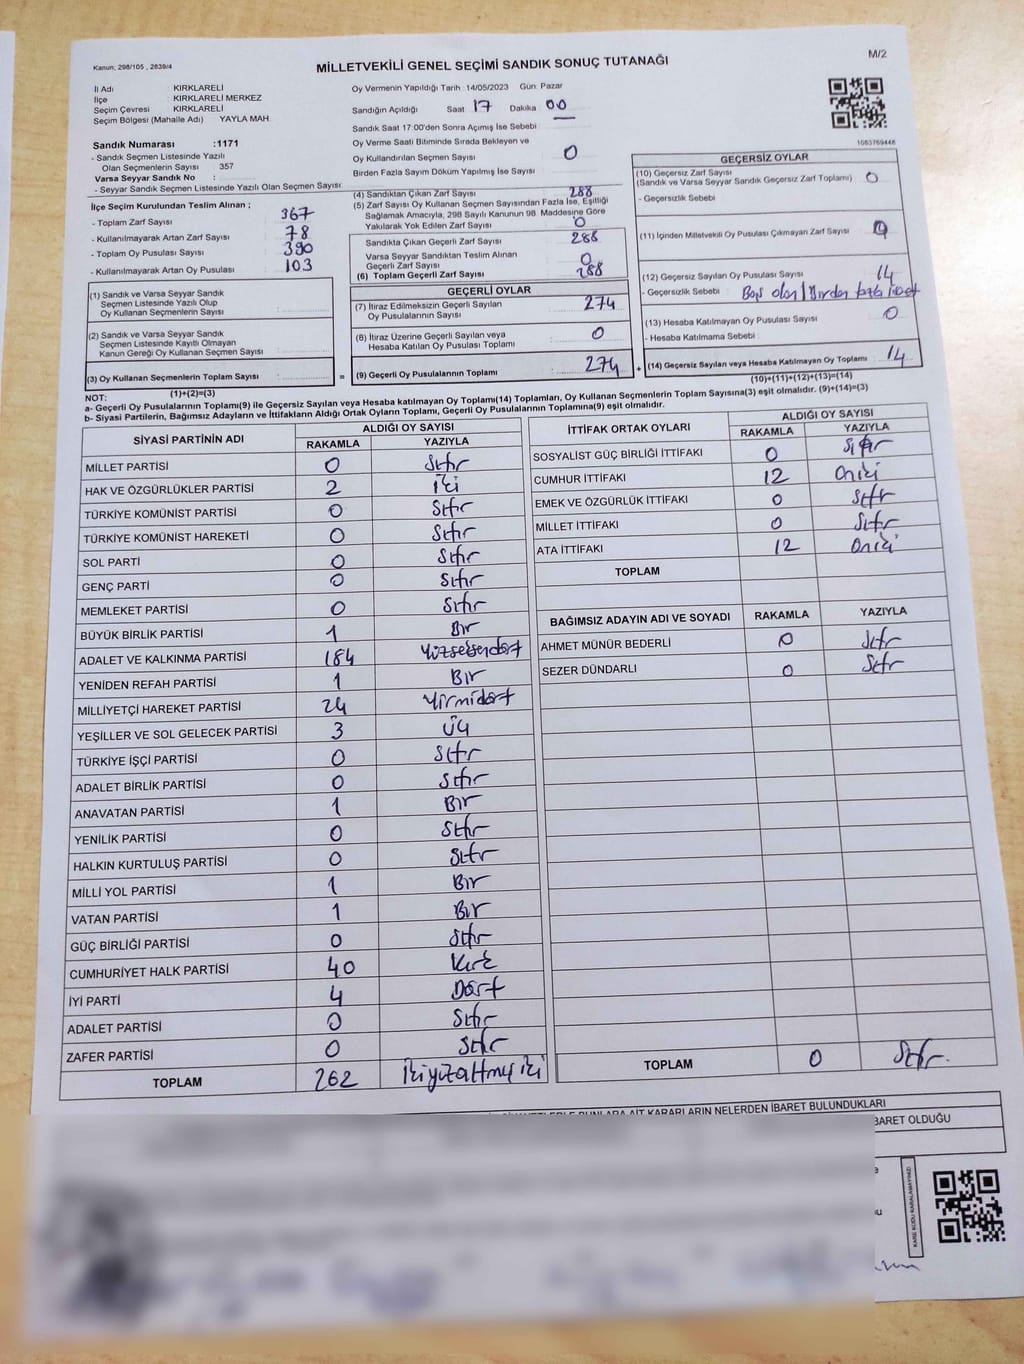 Kanun; 298/105 , 2839/4
M/2
MİLLETVEKİLİ GENEL SEÇİMİ SANDIK SONUÇ TUTANAĞI
İl Adı KIRKLARELİ
İlçe KIRKLARELİ MERKEZ
Seçim Çevresi KIRKLARELİ
Seçim Bölgesi (Mahalle Adı) YAYLA MAH.
Sandık Numarası :1171
- Sandık Seçmen Listesinde Yazılı
Olan Seçmenlerin Sayısı 357
Varsa Seyyar Sandık No :
- Seyyar Sandık Seçmen Listesinde Yazılı Olan Seçmen Sayısı:
İlçe Seçim Kurulundan Teslim Alınan ;
- Toplam Zarf Sayısı : 367
- Kullanılmayarak Artan Zarf Sayısı : 78
- Toplam Oy Pusulası Sayısı : 390
- Kullanılmayarak Artan Oy Pusulası : 103
(1) Sandık ve Varsa Seyyar Sandık
Seçmen Listesinde Yazılı Olup
Oy Kullanan Seçmenlerin Sayısı :
(2) Sandık ve Varsa Seyyar Sandık
Seçmen Listesinde Kayıtlı Olmayan
Kanun Gereği Oy Kullanan Seçmen Sayısı :
(3) Oy Kullanan Seçmenlerin Toplam Sayısı :
(1)+(2)=(3)
Oy Vermenin Yapıldığı Tarih :14/05/2023 Gün: Pazar
Sandığın Açıldığı Saat 17 Dakika 00
Sandık Saat 17:00'den Sonra Açımış İse Sebebi :
Oy Verme Saati Bitiminde Sırada Bekleyen ve
Oy Kullandırılan Seçmen Sayısı : 0
Birden Fazla Sayım Döküm Yapılmış İse Sayısı :
(4) Sandıktan Çıkan Zarf Sayısı : 288
(5) Zarf Sayısı Oy Kullanan Seçmen Sayısından Fazla İse, Eşitliği
Sağlamak Amacıyla, 298 Sayılı Kanunun 98. Maddesine Göre
Yakılarak Yok Edilen Zarf Sayısı : 0
Sandıkta Çıkan Geçerli Zarf Sayısı : 288
Varsa Seyyar Sandıktan Teslim Alınan
Geçerli Zarf Sayısı : 0
(6) Toplam Geçerli Zarf Sayısı : 288
GEÇERLİ OYLAR
(7) İtiraz Edilmeksizin Geçerli Sayılan
Oy Pusulalarının Sayısı : 274
(8) İtiraz Üzerine Geçerli Sayılan veya
Hesaba Katılan Oy Pusulası Toplamı : 0
= (9) Geçerli Oy Pusulalarının Toplamı : 274
1063769446
GEÇERSİZ OYLAR
(10) Geçersiz Zarf Sayısı
(Sandık ve Varsa Seyyar Sandık Geçersiz Zarf Toplamı) : 0
- Geçersizlik Sebebi :
(11) İçinden Milletvekili Oy Pusulası Çıkmayan Zarf Sayısı : 0
(12) Geçersiz Sayılan Oy Pusulası Sayısı : 14
- Geçersizlik Sebebi : Boş olan / Birden fazla
(13) Hesaba Katılmayan Oy Pusulası Sayısı : 0
- Hesaba Katılmama Sebebi :
+ (14) Geçersiz Sayılan veya Hesaba Katılmayan Oy Toplamı : 14
(10)+(11)+(12)+(13)=(14)
NOT:
a- Geçerli Oy Pusulalarının Toplamı(9) ile Geçersiz Sayılan veya Hesaba katılmayan Oy Toplamı(14) Toplamları, Oy Kullanan Seçmenlerin Toplam Sayısına(3) eşit olmalıdır. (9)+(14)=(3)
b- Siyasi Partilerin, Bağımsız Adayların ve İttifakların Aldığı Ortak Oyların Toplamı, Geçerli Oy Pusulalarının Toplamına(9) eşit olmalıdır.
SİYASİ PARTİNİN ADI ALDIĞI OY SAYISI
RAKAMLA YAZIYLA
MİLLET PARTİSİ 0 Sıfır
HAK VE ÖZGÜRLÜKLER PARTİSİ 2 iki
TÜRKİYE KOMÜNİST PARTİSİ 0 Sıfır
TÜRKİYE KOMÜNİST HAREKETİ 0 Sıfır
SOL PARTİ 0 Sıfır
GENÇ PARTİ 0 Sıfır
MEMLEKET PARTİSİ 0 Sıfır
BÜYÜK BİRLİK PARTİSİ 1 Bir
ADALET VE KALKINMA PARTİSİ 184 Yüzseksendört
YENİDEN REFAH PARTİSİ 1 Bir
MİLLİYETÇİ HAREKET PARTİSİ 24 Yirmidört
YEŞİLLER VE SOL GELECEK PARTİSİ 3 Üç
TÜRKİYE İŞÇİ PARTİSİ 0 Sıfır
ADALET BİRLİK PARTİSİ 0 Sıfır
ANAVATAN PARTİSİ 1 Bir
YENİLİK PARTİSİ 0 Sıfır
HALKIN KURTULUŞ PARTİSİ 0 Sıfır
MİLLİ YOL PARTİSİ 1 Bir
VATAN PARTİSİ 1 Bir
GÜÇ BİRLİĞİ PARTİSİ 0 Sıfır
CUMHURİYET HALK PARTİSİ 40 Kırk
İYİ PARTİ 4 Dört
ADALET PARTİSİ 0 Sıfır
ZAFER PARTİSİ 0 Sıfır
TOPLAM 262 ikiyüzaltmış iki
İTTİFAK ORTAK OYLARI ALDIĞI OY SAYISI
RAKAMLA YAZIYLA
SOSYALİST GÜÇ BİRLİĞİ İTTİFAKI 0 Sıfır
CUMHUR İTTİFAKI 12 Oniki
EMEK VE ÖZGÜRLÜK İTTİFAKI 0 Sıfır
MİLLET İTTİFAKI 0 Sıfır
ATA İTTİFAKI 12 Oniki
TOPLAM
BAĞIMSIZ ADAYIN ADI VE SOYADI RAKAMLA YAZIYLA
AHMET MÜNÜR BEDERLİ 0 Sıfır
SEZER DÜNDARLI 0 Sıfır
TOPLAM 0 Sıfır.
BUNLARA AİT KARARLARIN NELERDEN İBARET BULUNDUKLARI
BARET OLDUĞU
KARE KODU KARALAMAYINIZ!